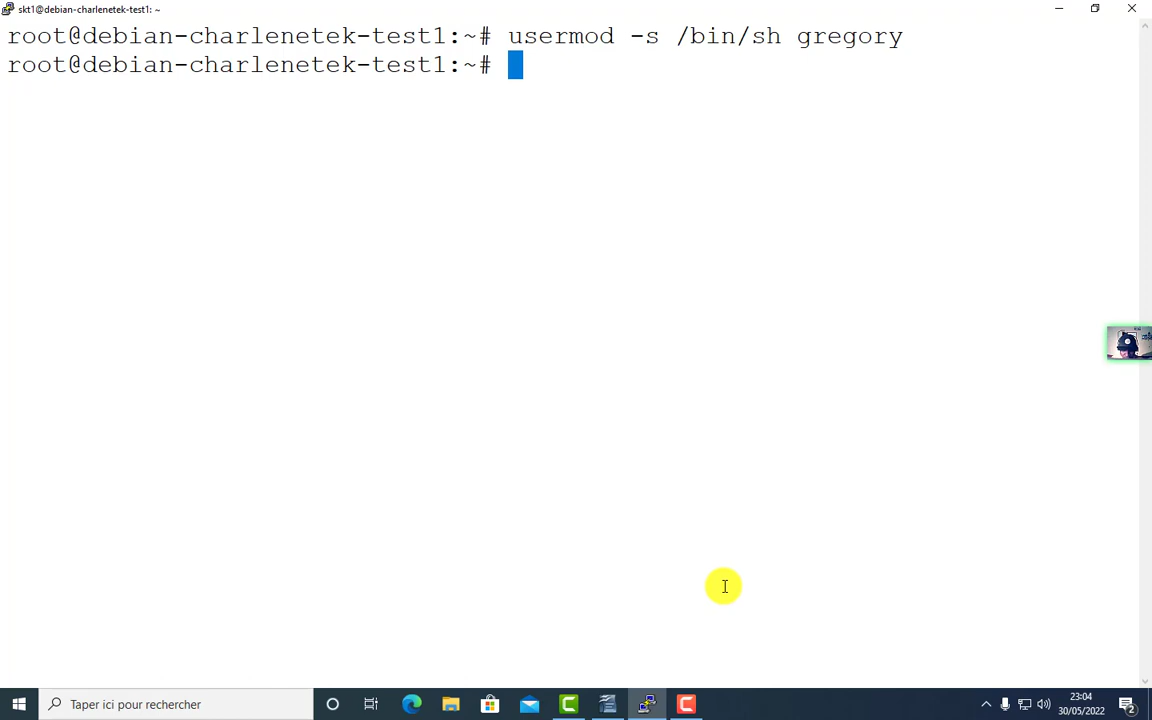 skt1@debian-charlenetek-test1: ~
root@debian-charlenetek-test1:~# usermod -s /bin/sh gregory
root@debian-charlenetek-test1:~#
Taper ici pour rechercher
23:04
30/05/2022
2